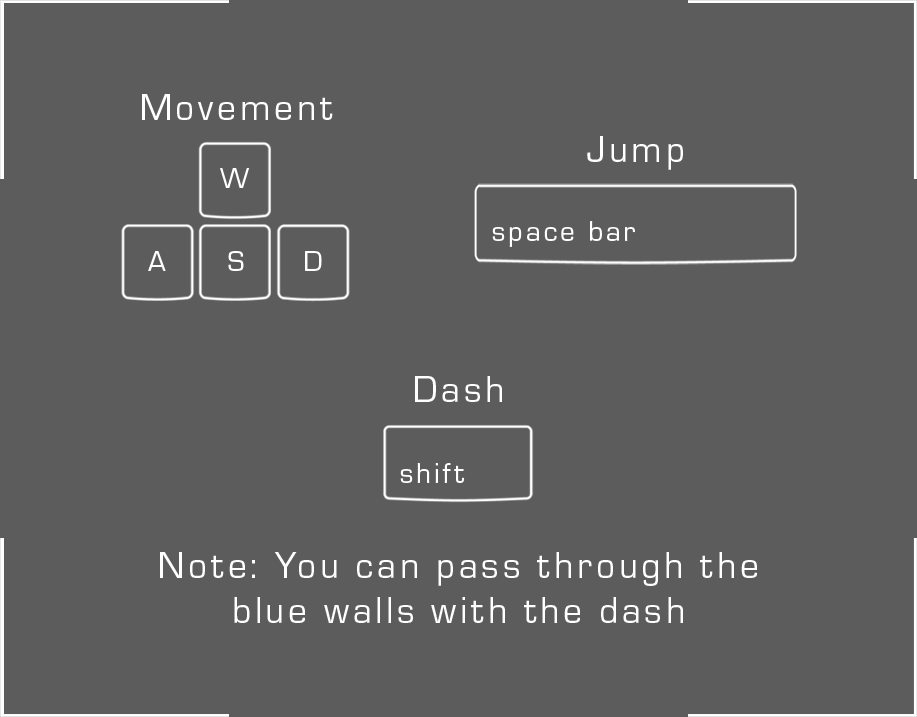 Movement
W
A S D
Jump
space bar
Dash
shift
Note: You can pass through the
blue walls with the dash